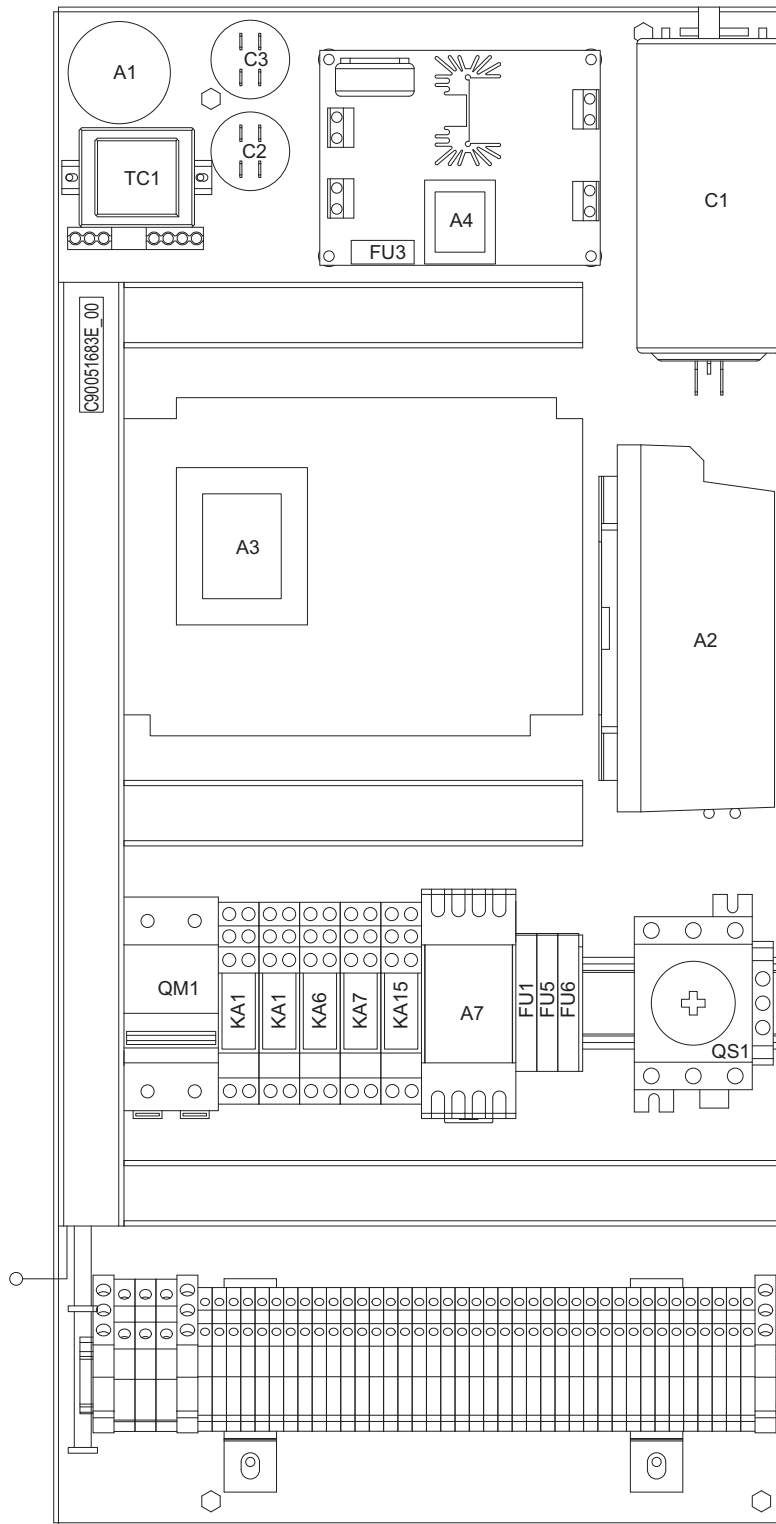 A1
C3
C2
TC1
A4
FU3
C1
C90051683E_00
A3
A2
QM1
KA1
KA1
KA6
KA7
KA15
A7
FU1
FU5
FU6
QS1